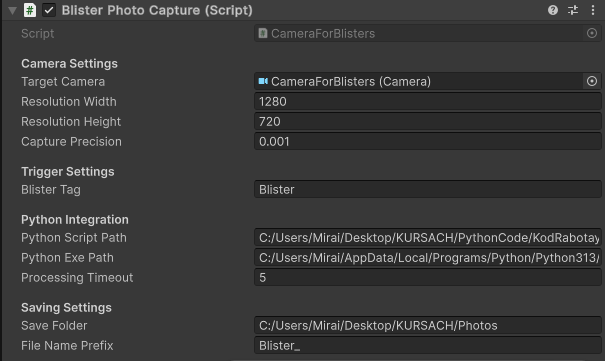 Blister Photo Capture (Script)
Script CameraForBlisters
Camera Settings
Target Camera CameraForBlisters (Camera)
Resolution Width 1280
Resolution Height 720
Capture Precision 0.001
Trigger Settings
Blister Tag Blister
Python Integration
Python Script Path C:/Users/Mirai/Desktop/KURSACH/PythonCode/KodRabotay
Python Exe Path C:/Users/Mirai/AppData/Local/Programs/Python/Python313/
Processing Timeout 5
Saving Settings
Save Folder C:/Users/Mirai/Desktop/KURSACH/Photos
File Name Prefix Blister_